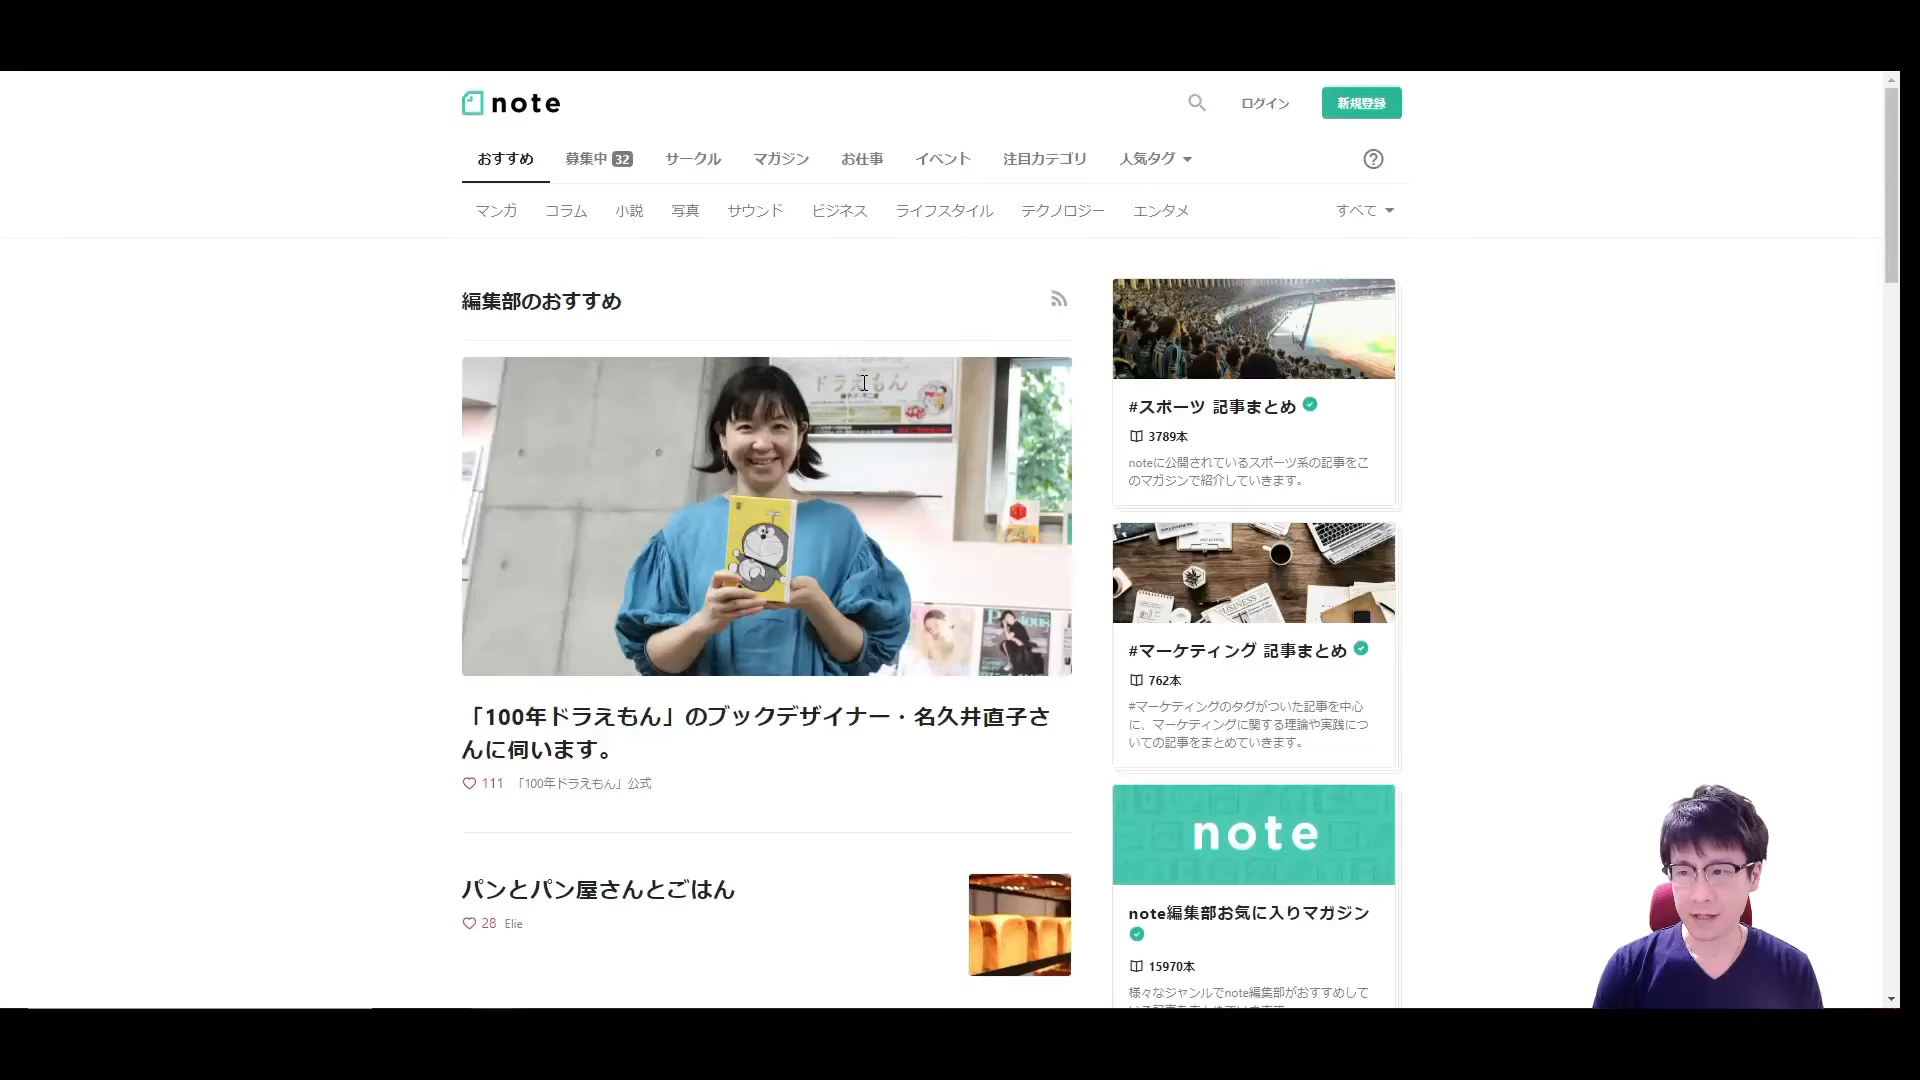 note
ログイン
新規登録
おすすめ
募集中 32
サークル
マガジン
お仕事
イベント
注目カテゴリ
人気タグ
マンガ
コラム
小説
写真
サウンド
ビジネス
ライフスタイル
テクノロジー
エンタメ
すべて
編集部のおすすめ
ドラえもん
「100年ドラえもん」のブックデザイナー・名久井直子さ
んに伺います。
111 「100年ドラえもん」公式
パンとパン屋さんとごはん
28 Elie
#スポーツ 記事まとめ
3789本
noteに公開されているスポーツ系の記事をこ
のマガジンで紹介していきます。
BUSINESS
#マーケティング 記事まとめ
762本
#マーケティングのタグがついた記事を中心
に、マーケティングに関する理論や実践につ
いての記事をまとめていきます。
note
note編集部お気に入りマガジン
15970本
様々なジャンルでnote編集部がおすすめして